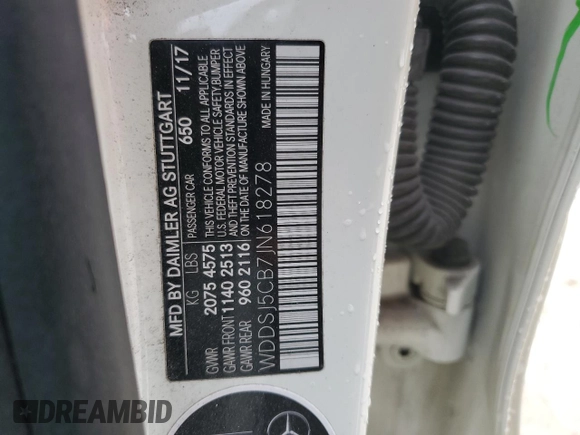 MFD BY DAIMLER AG STUTTGART
PASSENGER CAR 650 11/17
KG LBS
GVWR 2075 4575
GAWR FRONT 1140 2513
GAWR REAR 960 2116
THIS VEHICLE CONFORMS TO ALL APPLICABLE
U.S. FEDERAL MOTOR VEHICLE SAFETY, BUMPER
AND THEFT PREVENTION STANDARDS IN EFFECT
ON THE DATE OF MANUFACTURE SHOWN ABOVE
WDDSJ5CB7JN618278
MADE IN HUNGARY
DREAMBID